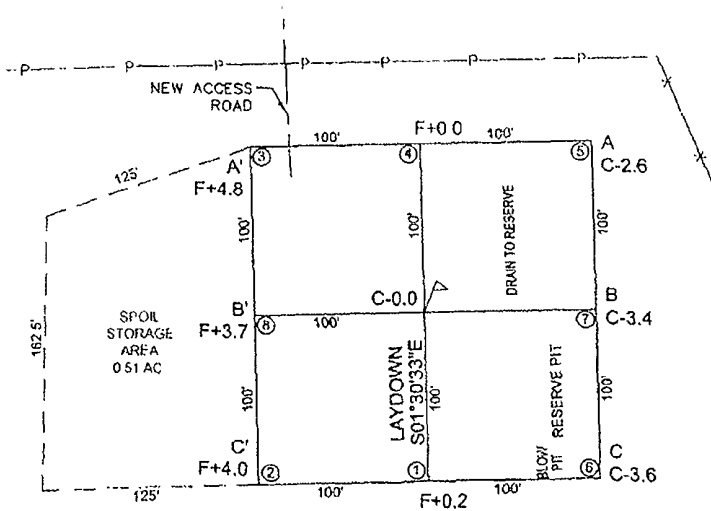 P P P P P P
NEW ACCESS
ROAD
100' F+0 0 100'
125'
3 4 5
A' A
F+4.8 C-2.6
100' 100' 100'
DRAIN TO RESERVE
C-0.0
B' B
F+3.7 8 100' 7 C-3.4
SPOIL
STORAGE
AREA
0 51 AC
162 5'
LAYDOWN
S01°30'33"E
100' 100' 100'
RESERVE PIT
BLOW/
PIT
C' C
F+4.0 2 1 6 C-3.6
125' 100' 100'
F+0.2